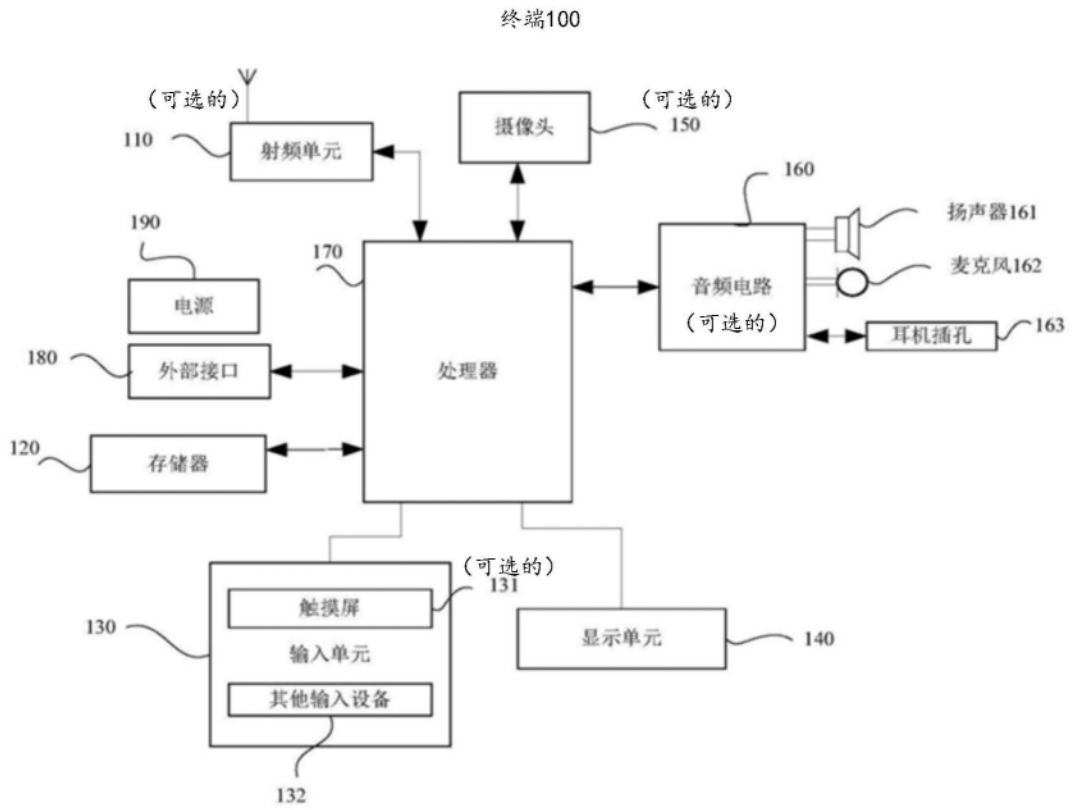 终端100
(可选的)
110
射频单元
摄像头
(可选的)
150
160
扬声器161
麦克风162
190
电源
170
音频电路
(可选的)
耳机插孔
163
180
外部接口
处理器
120
存储器
(可选的)
131
触摸屏
130
输入单元
其他输入设备
132
显示单元
140